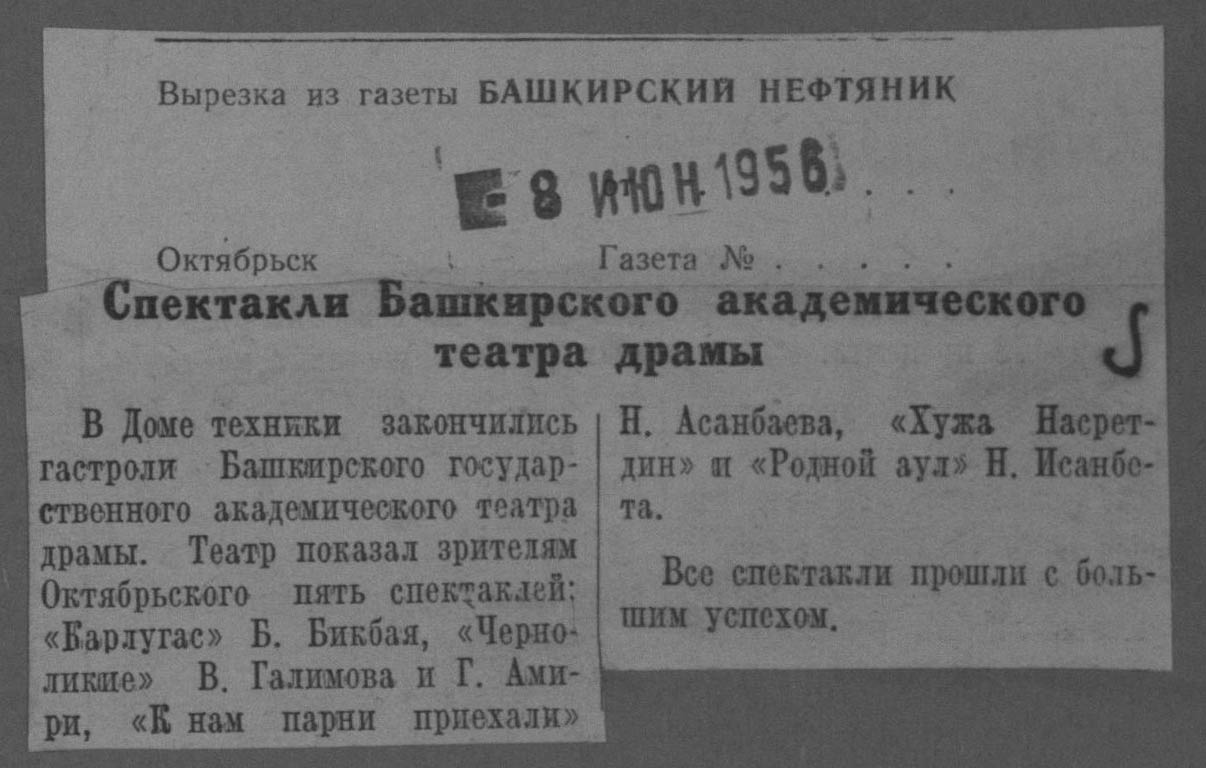 Вырезка из газеты БАШКИРСКИЙ НЕФТЯНИК
- 8 ИЮН 1956
Октябрьск Газета № . . . . .
Спектакли Башкирского академического
театра драмы
В Доме техники закончились
гастроли Башкирского государ-
ственного академического театра
драмы. Театр показал зрителям
Октябрьского пять спектаклей:
«Карлугас» Б. Бикбая, «Черно-
ликие» В. Галимова и Г. Ами-
ри, «К нам парни приехали»
Н. Асанбаева, «Хужа Насрет-
дин» и «Родной аул» Н. Исанбе-
та.
Все спектакли прошли с боль-
шим успехом.